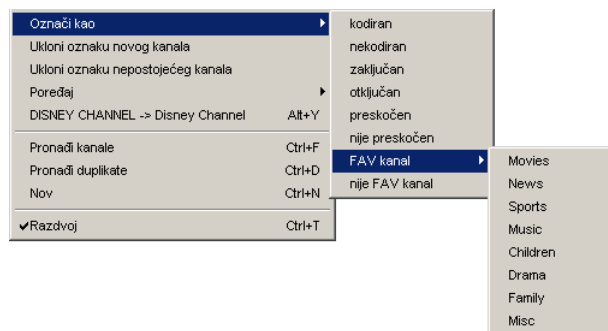 Označi kao
Ukloni oznaku novog kanala
Ukloni oznaku nepostojećeg kanala
Poređaj
DISNEY CHANNEL -> Disney Channel Alt+Y
Pronađi kanale Ctrl+F
Pronađi duplikate Ctrl+D
Nov Ctrl+N
Razdvoj Ctrl+T
kodiran
nekodiran
zaključan
otključan
preskočen
nije preskočen
FAV kanal
nije FAV kanal
Movies
News
Sports
Music
Children
Drama
Family
Misc